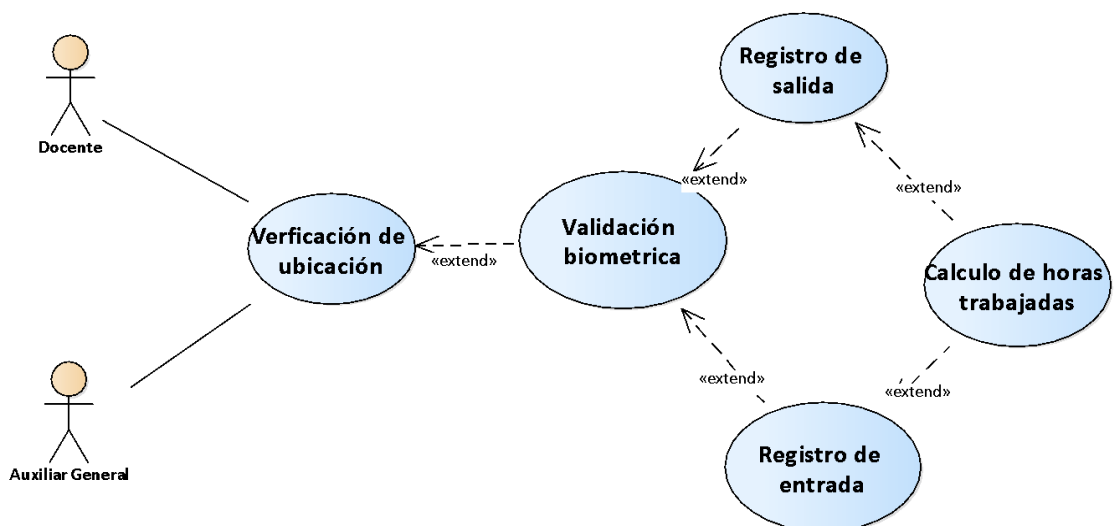 Docente
Auxiliar General
Verficación de
ubicación
«extend»
Validación
biometrica
«extend»
«extend»
Registro de
salida
Registro de
entrada
«extend»
«extend»
Calculo de horas
trabajadas